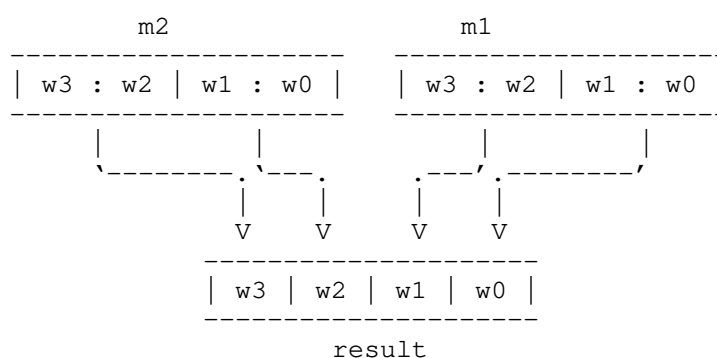 m2 m1
| w3 : w2 | w1 : w0 | | w3 : w2 | w1 : w0
| w3 | w2 | w1 | w0 |
result